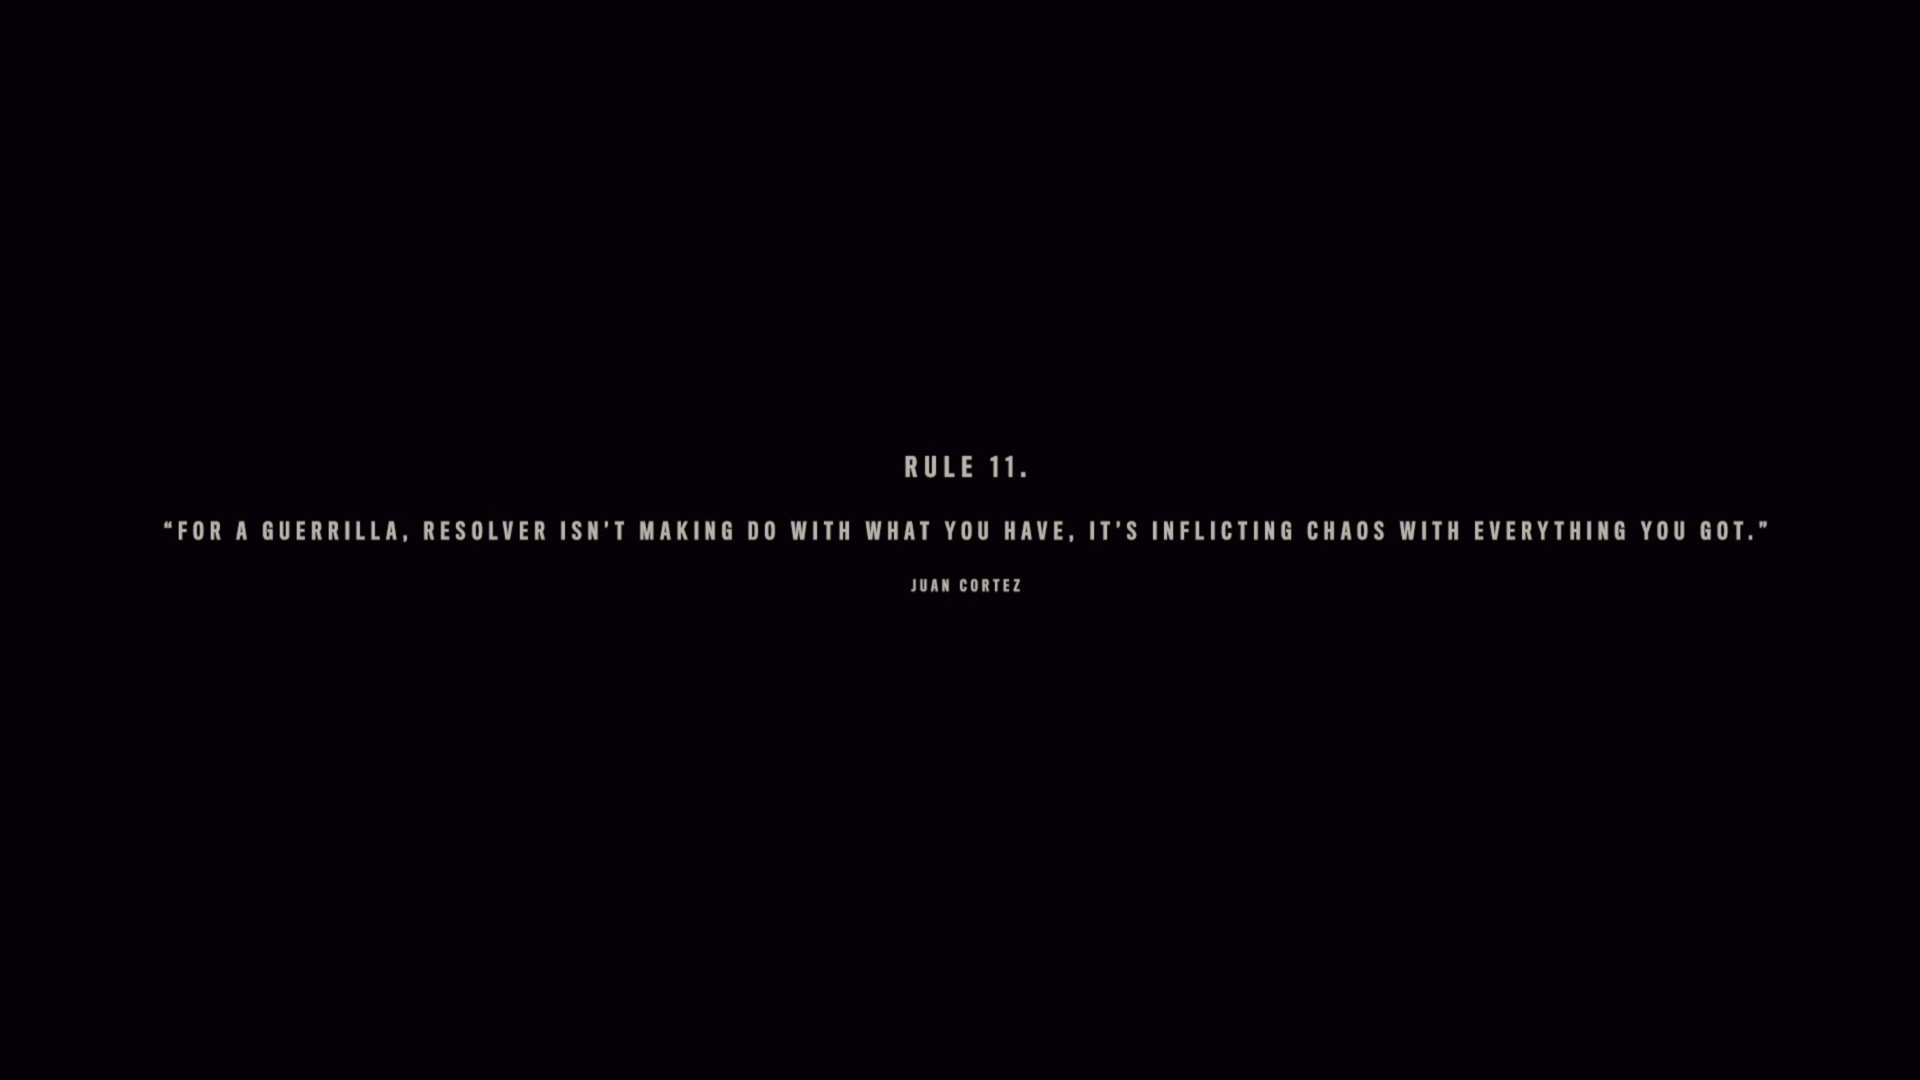 RULE 11.
“FOR A GUERRILLA, RESOLVER ISN’T MAKING DO WITH WHAT YOU HAVE, IT’S INFLICTING CHAOS WITH EVERYTHING YOU GOT.”
JUAN CORTEZ